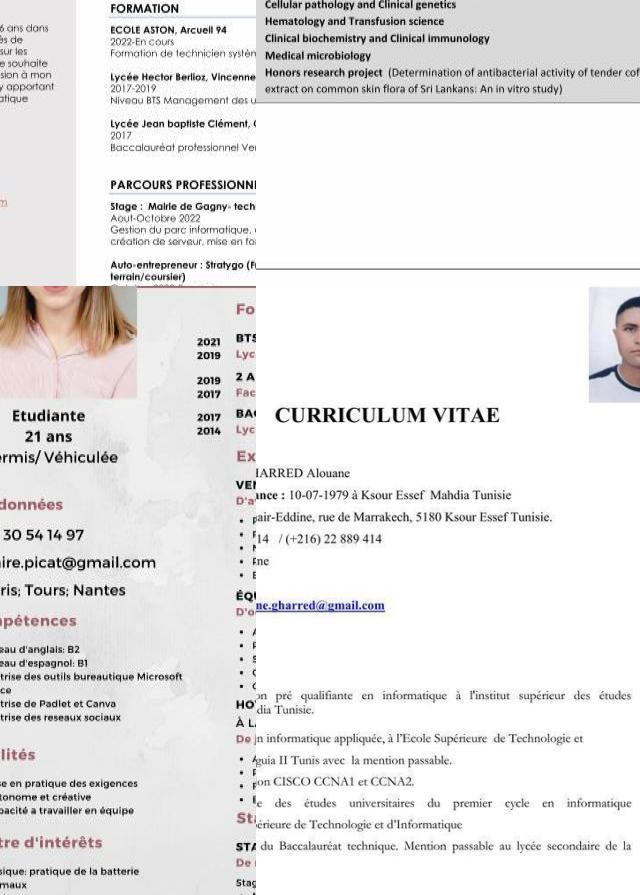 FORMATION
6 ans dans
ECOLE ASTON, Arcueil 94
2022-En cours
sur les
Formation de technicien systèm
souhaite
sion à mon
Lycée Hector Berlioz, Vincenne
2017-2019
y apportant
Niveau BTS Management des u
atique
Lycée Jean baptiste Clément, G
2017
Baccalauréat professionnel Ve
PARCOURS PROFESSIONN
m
Stage : Mairie de Gagny- tech
Aout-Octobre 2022
Gestion du parc informatique,
création de serveur, mise en fo
Auto-entrepreneur : Stratygo (F
terrain/coursier)
Cellular pathology and Clinical genetics
Hematology and Transfusion science
Clinical biochemistry and Clinical immunology
Medical microbiology
Honors research project (Determination of antibacterial activity of tender cof
extract on common skin flora of Sri Lankans: An in vitro study)
Fo
2021 BTS
2019 Lyc
2019 2 A
2017 Fac
Etudiante
2017 BAC
21 ans
2014 Lyc
ermis/ Véhiculée
Ex
VEN
données
D'a
30 54 14 97
ire.picat@gmail.com
ris; Tours; Nantes
ÉQU
D'o
npétences
eau d'anglais: B2
eau d'espagnol: B1
trise des outils bureautique Microsoft
ce
trise de Padlet et Canva
HO
trise des reseaux sociaux
À L
De j
lités
se en pratique des exigences
tonome et créative
pacité a travailler en équipe
Sta
tre d'intérêts
STA
De
sique: pratique de la batterie
maux
Stag
CURRICULUM VITAE
HARRED Alouane
nce : 10-07-1979 à Ksour Essef Mahdia Tunisie
air-Eddine, rue de Marrakech, 5180 Ksour Essef Tunisie.
14 / (+216) 22 889 414
ne
ne.gharred@gmail.com
on pré qualifiante en informatique à l'institut supérieur des études
dia Tunisie.
n informatique appliquée, à l'Ecole Supérieure de Technologie et
guia II Tunis avec la mention passable.
on CISCO CCNA1 et CCNA2.
e des études universitaires du premier cycle en informatique
érieure de Technologie et d'Informatique
du Baccalauréat technique. Mention passable au lycée secondaire de la